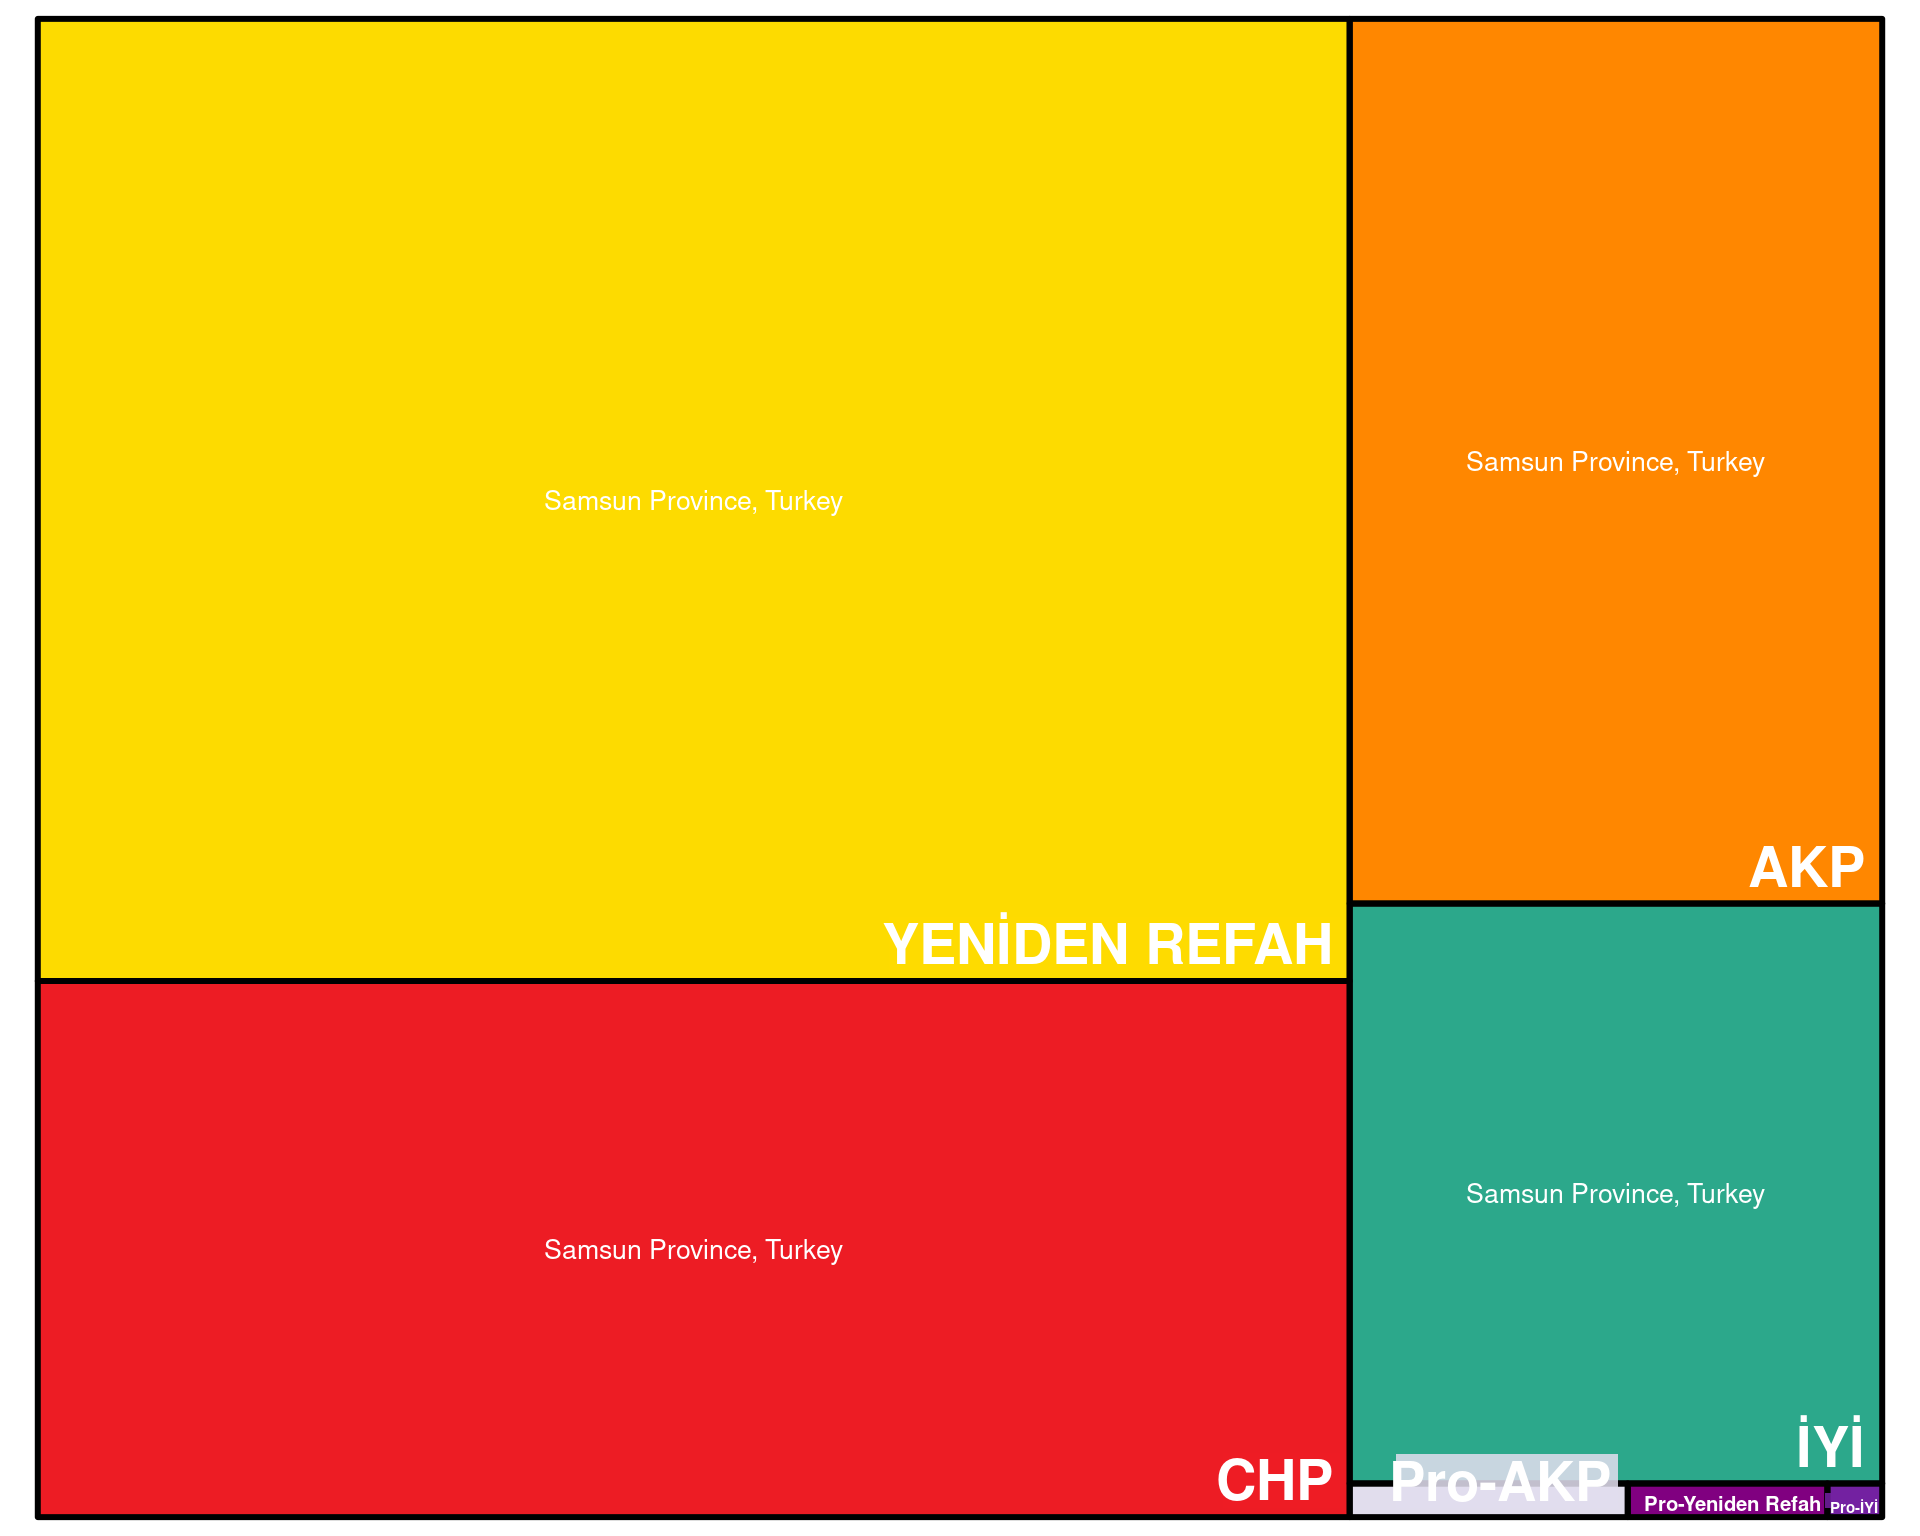 Samsun Province, Turkey
YENİDEN REFAH
Samsun Province, Turkey
CHP
Samsun Province, Turkey
AKP
Samsun Province, Turkey
İYİ
Pro-AKP
Pro-Yeniden Refah
Pro-İYİ